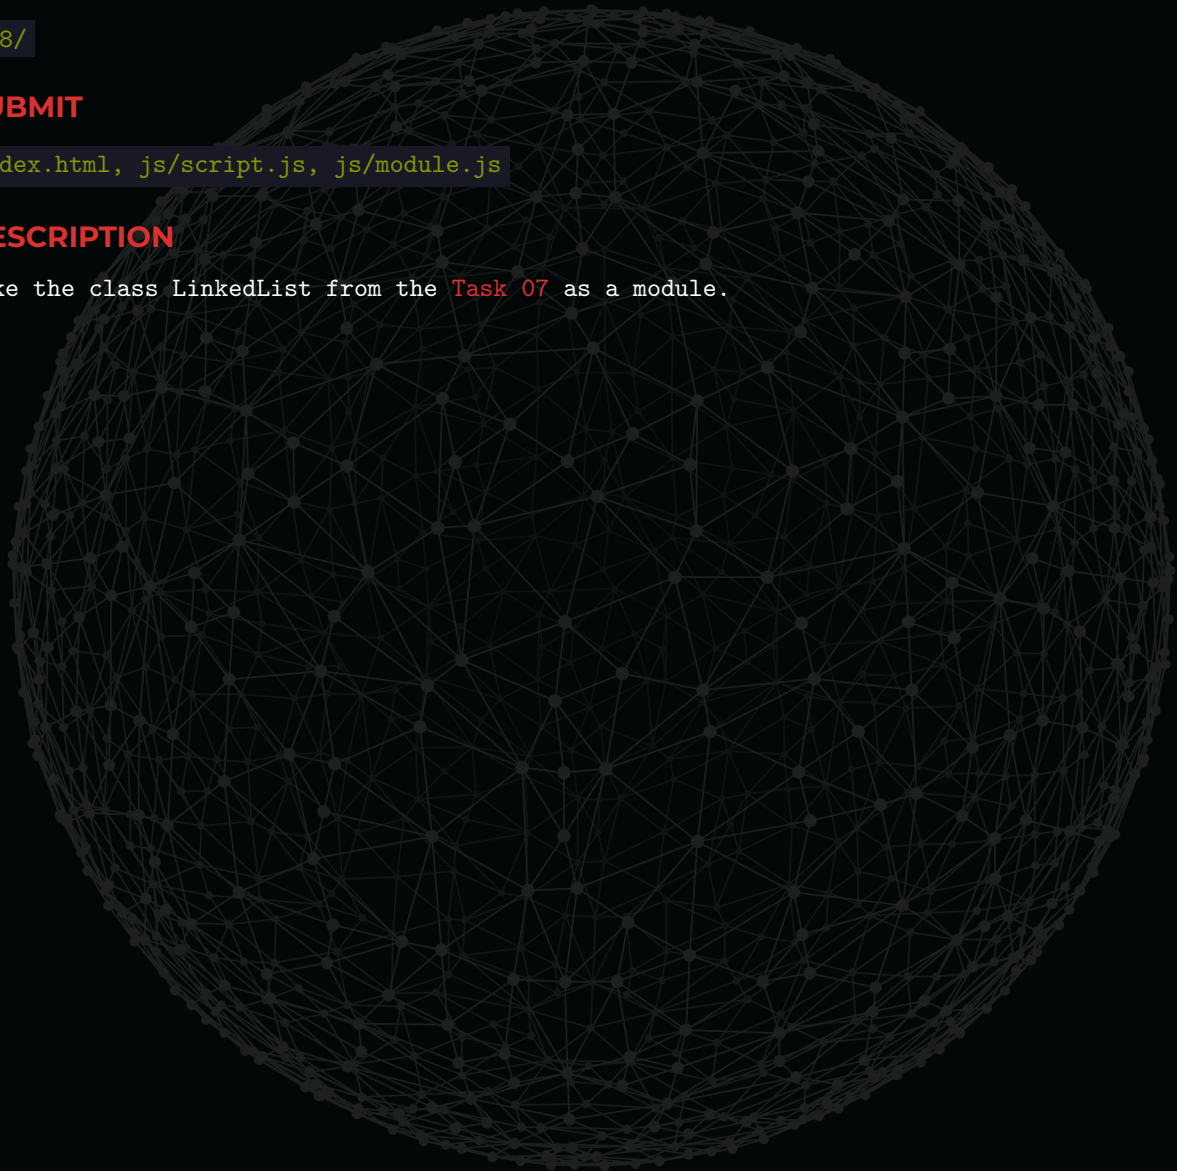 8/
UBMIT
dex.html, js/script.js, js/module.js
ESCRIPTION
ke the class LinkedList from the Task 07 as a module.